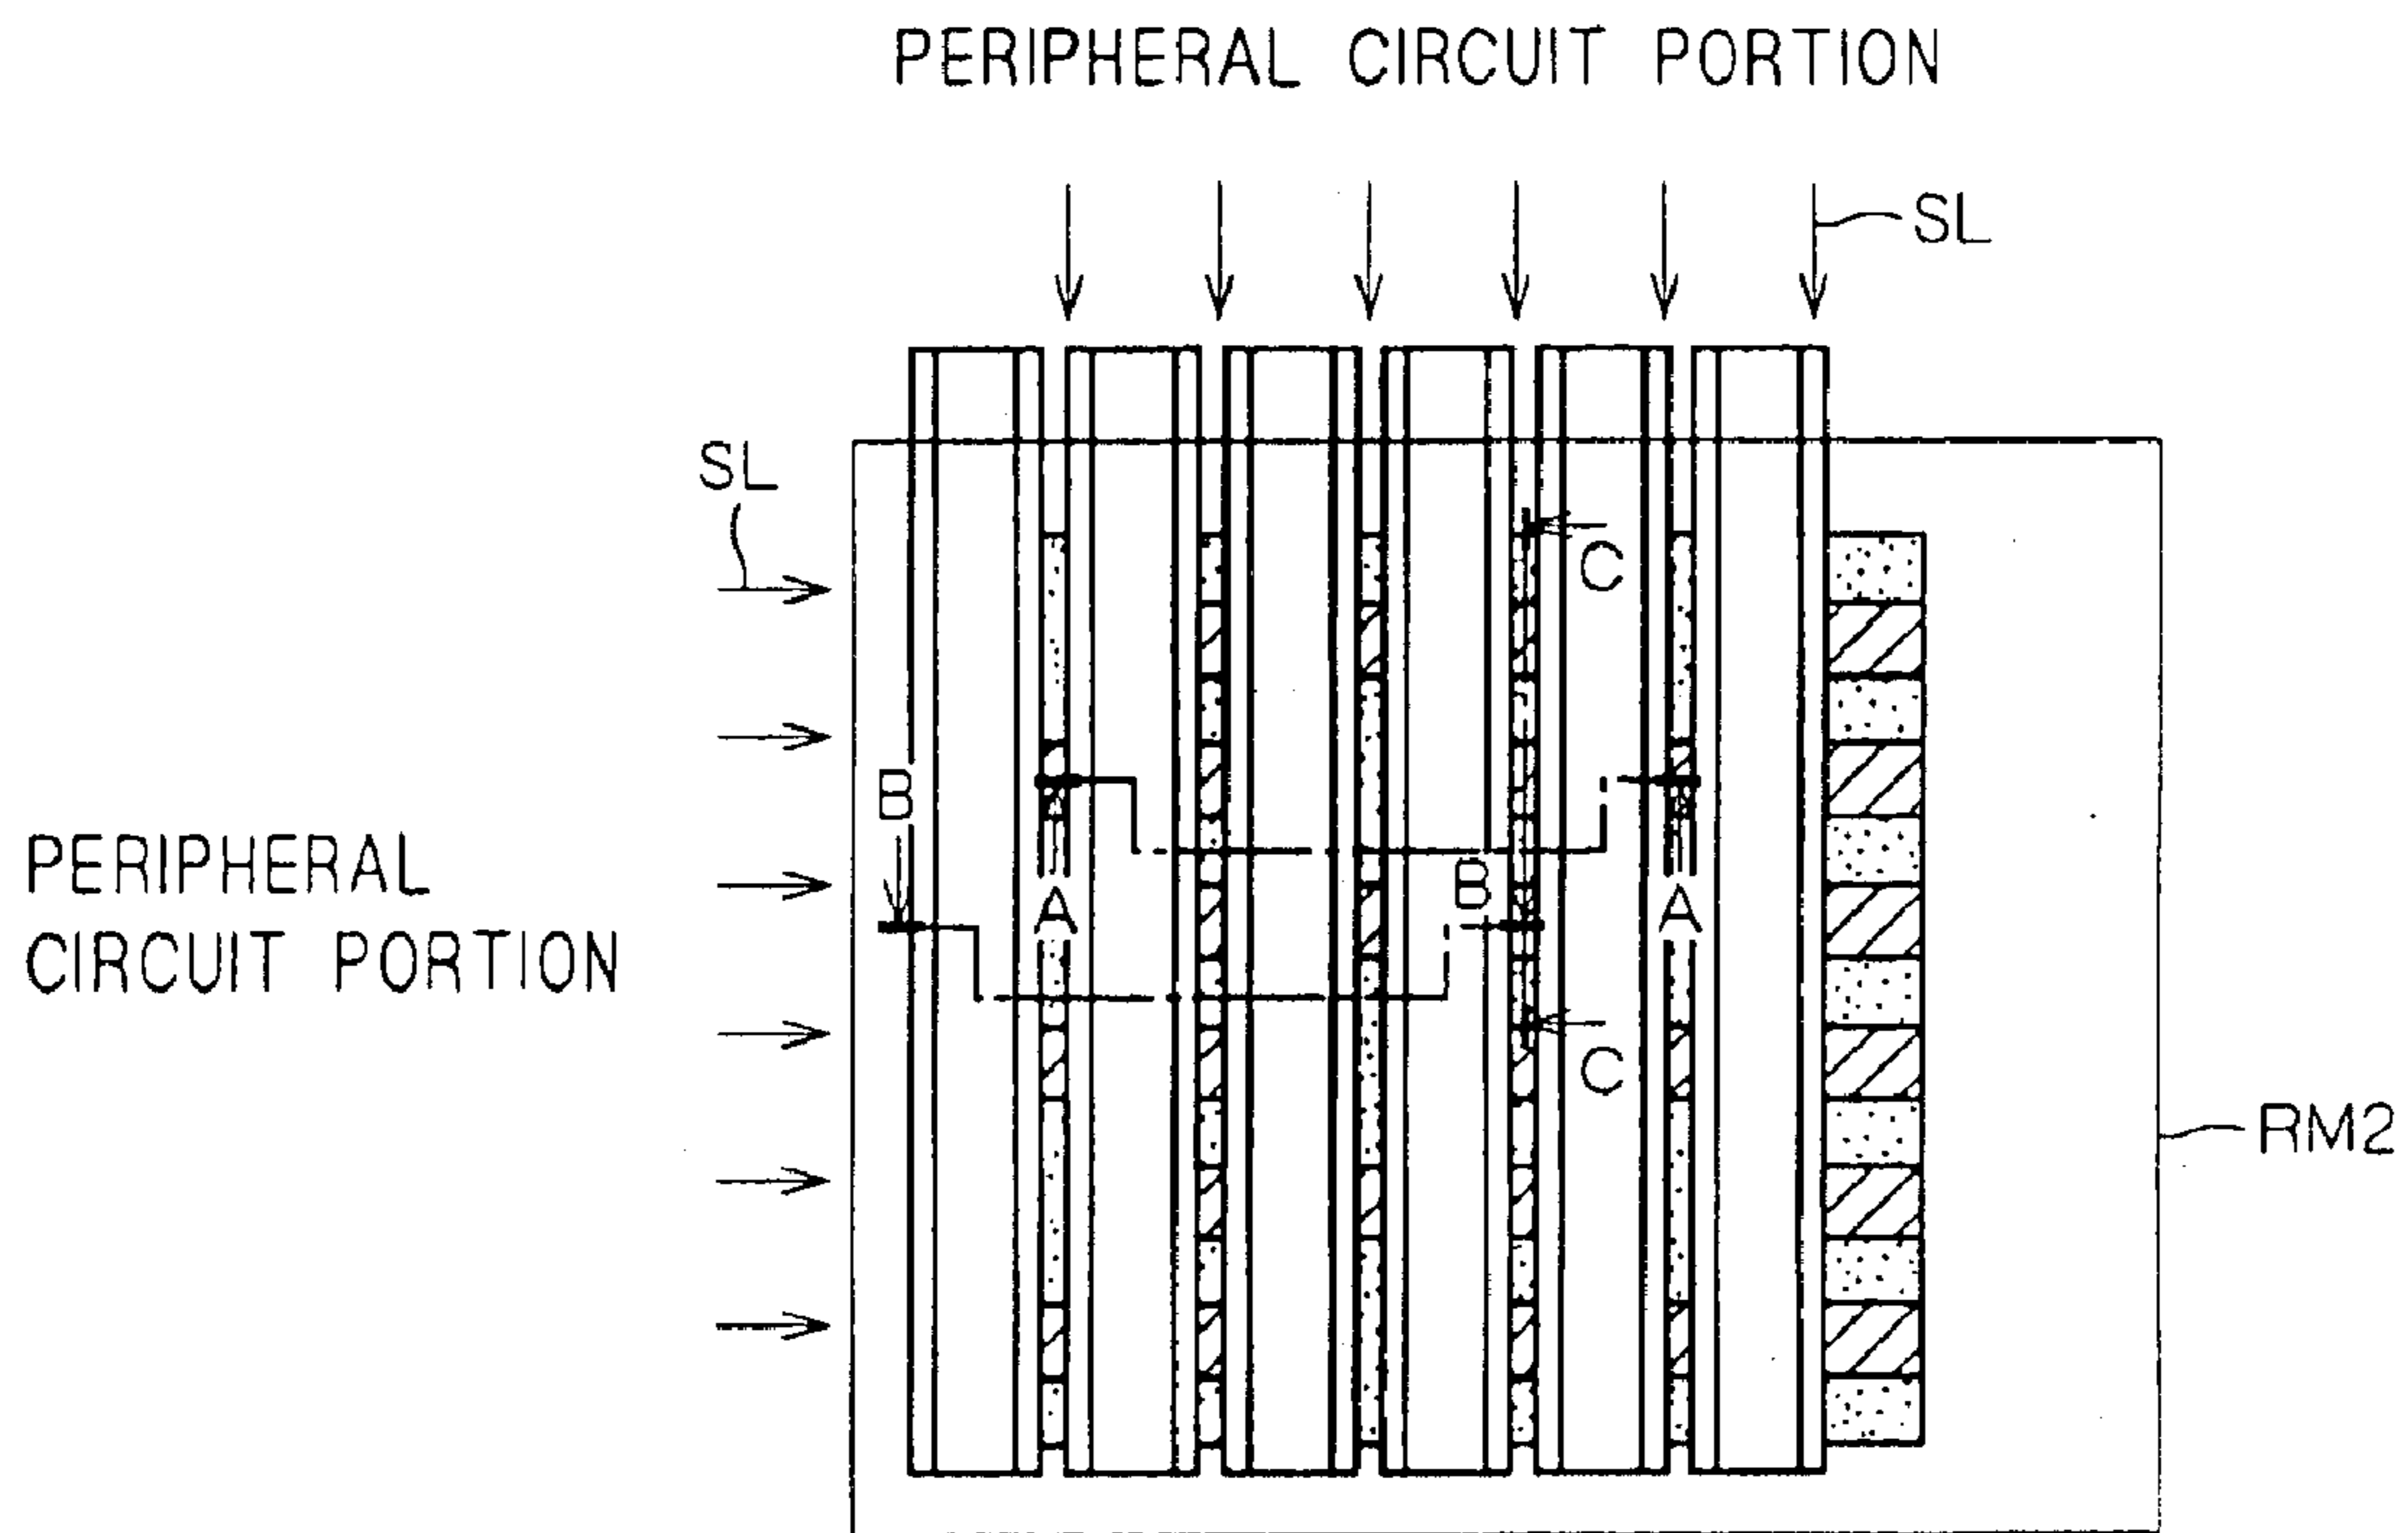 PERIPHERAL CIRCUIT PORTION
SL
SL
C
B
B
A
A
PERIPHERAL
CIRCUIT PORTION
C
RM2